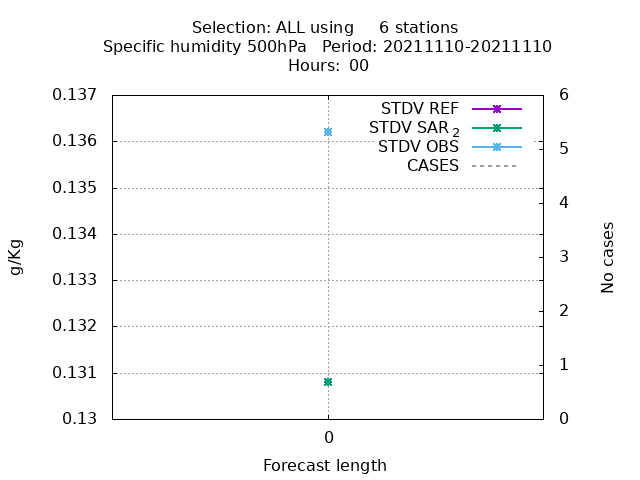 Selection: ALL using     6 stations
Specific humidity 500hPa   Period: 20211110-20211110
Hours: 00
0.137
0.136
0.135
0.134
0.133
0.132
0.131
0.13
g/Kg
STDV REF
STDV SAR 2
STDV OBS
CASES
6
5
4
3
2
1
0
No cases
0
Forecast length